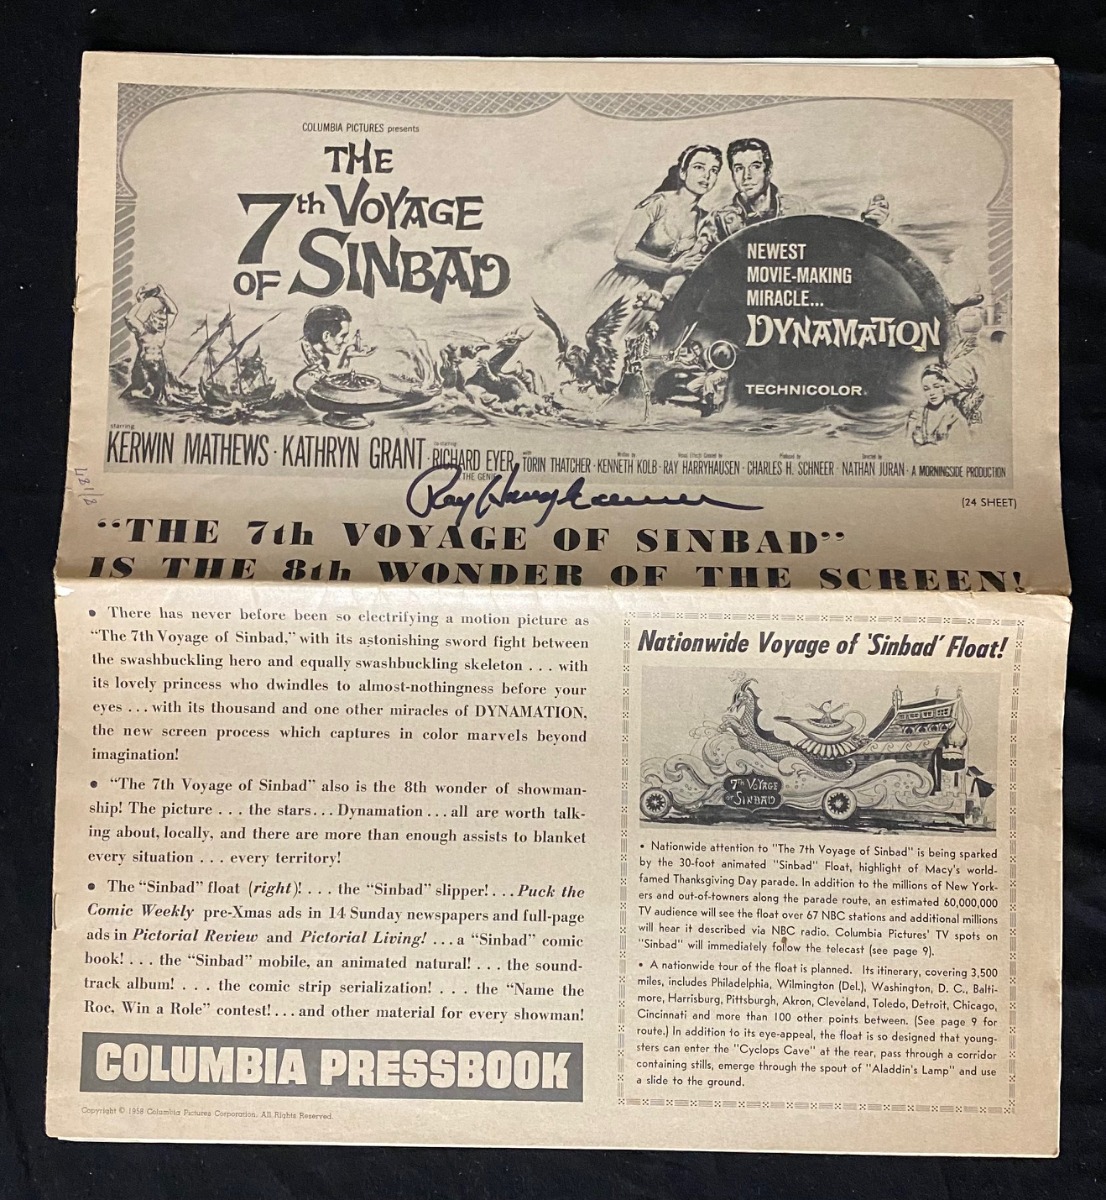 COLUMBIA PICTURES presents
THE
7th VOYAGE
OF SINBAD
NEWEST
MOVIE-MAKING
MIRACLE...
DYNAMATION
TECHNICOLOR®
starring
KERWIN MATHEWS · KATHRYN GRANT
co-starring
RICHARD EYER
AS THE GENIE
with
TORIN THATCHER · KENNETH KOLB · RAY HARRYHAUSEN · CHARLES H. SCHNEER · NATHAN JURAN · A MORNINGSIDE PRODUCTION
Written by
Visual Effects Created by
Produced by
Directed by
Ray Harryhausen
(24 SHEET)
“THE 7th VOYAGE OF SINBAD”
IS THE 8th WONDER OF THE SCREEN!
• There has never before been so electrifying a motion picture as
“The 7th Voyage of Sinbad,” with its astonishing sword fight between
the swashbuckling hero and equally swashbuckling skeleton . . . with
its lovely princess who dwindles to almost-nothingness before your
eyes . . . with its thousand and one other miracles of DYNAMATION,
the new screen process which captures in color marvels beyond
imagination!
• “The 7th Voyage of Sinbad” also is the 8th wonder of showman-
ship! The picture . . . the stars . . . Dynamation . . . all are worth talk-
ing about, locally, and there are more than enough assists to blanket
every situation . . . every territory!
• The “Sinbad” float (right)! . . . the “Sinbad” slipper! . . . Puck the
Comic Weekly pre-Xmas ads in 14 Sunday newspapers and full-page
ads in Pictorial Review and Pictorial Living! . . . a “Sinbad” comic
book! . . . the “Sinbad” mobile, an animated natural! . . . the sound-
track album! . . . the comic strip serialization! . . . the “Name the
Roc, Win a Role” contest! . . . and other material for every showman!
COLUMBIA PRESSBOOK
Copyright © 1958 Columbia Pictures Corporation. All Rights Reserved.
Nationwide Voyage of 'Sinbad' Float!
7TH VOYAGE
OF SINBAD
• Nationwide attention to "The 7th Voyage of Sinbad" is being sparked
by the 30-foot animated "Sinbad" Float, highlight of Macy's world-
famed Thanksgiving Day parade. In addition to the millions of New York-
ers and out-of-towners along the parade route, an estimated 60,000,000
TV audience will see the float over 67 NBC stations and additional millions
will hear it described via NBC radio. Columbia Pictures' TV spots on
"Sinbad" will immediately follow the telecast (see page 9).
• A nationwide tour of the float is planned. Its itinerary, covering 3,500
miles, includes Philadelphia, Wilmington (Del.), Washington, D. C., Balti-
more, Harrisburg, Pittsburgh, Akron, Cleveland, Toledo, Detroit, Chicago,
Cincinnati and more than 100 other points between. (See page 9 for
route.) In addition to its eye-appeal, the float is so designed that young-
sters can enter the "Cyclops Cave" at the rear, pass through a corridor
containing stills, emerge through the spout of "Aladdin's Lamp" and use
a slide to the ground.